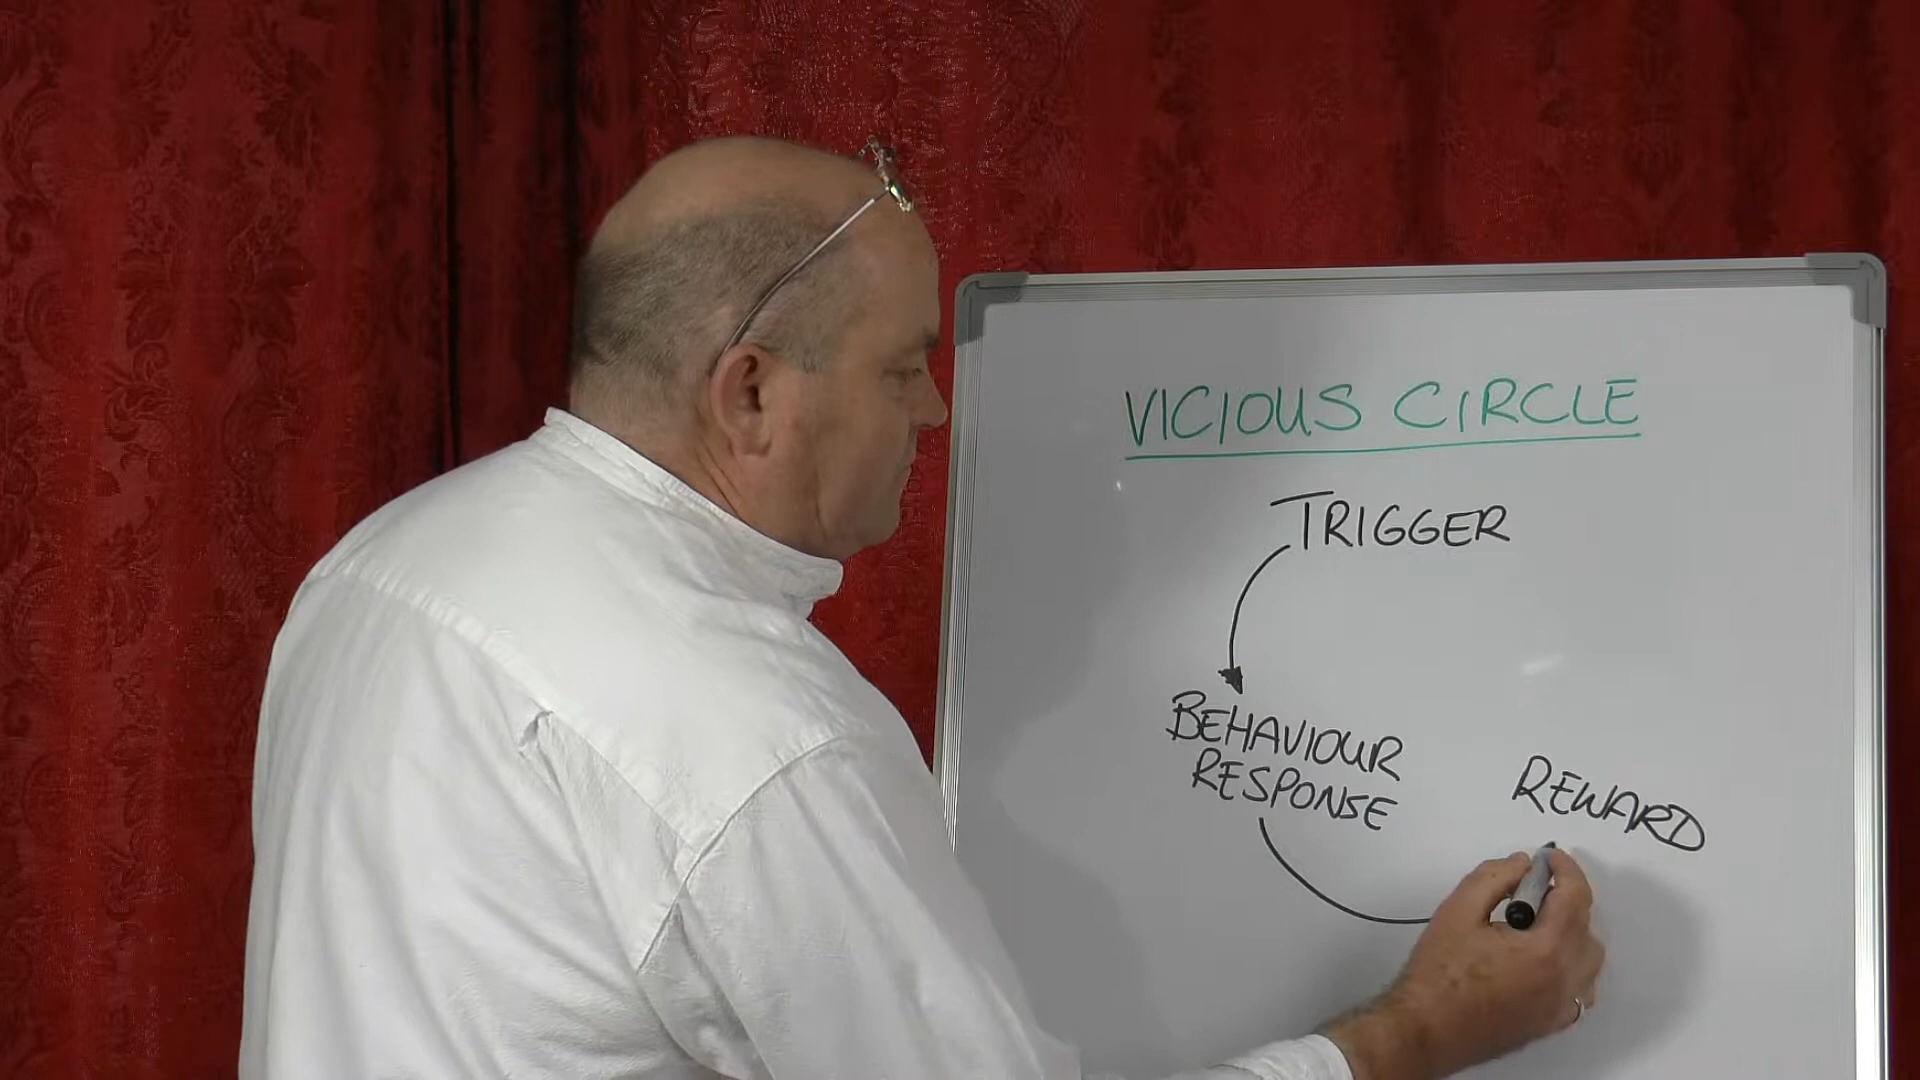 VICIOUS CIRCLE
TRIGGER
BEHAVIOUR
RESPONSE
REWARD